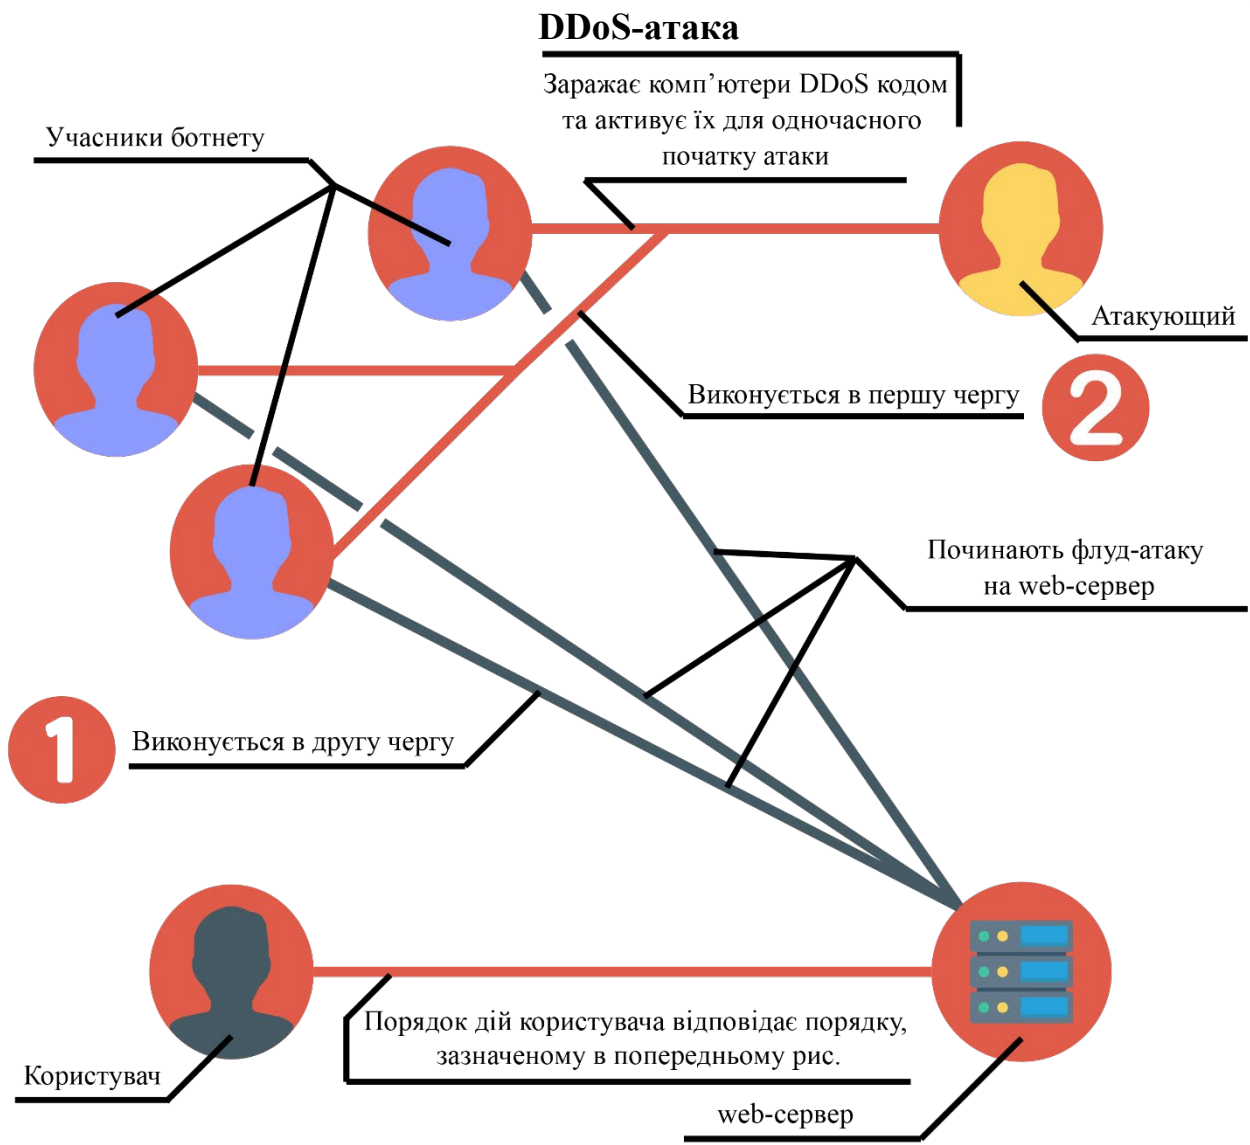 DDoS-атака
Заражає комп’ютери DDoS кодом
та активує їх для одночасного
початку атаки
Учасники ботнету
Атакующий
Виконується в першу чергу
2
Починають флуд-атаку
на web-сервер
1
Виконується в другу чергу
Порядок дій користувача відповідає порядку,
зазначеному в попередньому рис.
Користувач
web-сервер